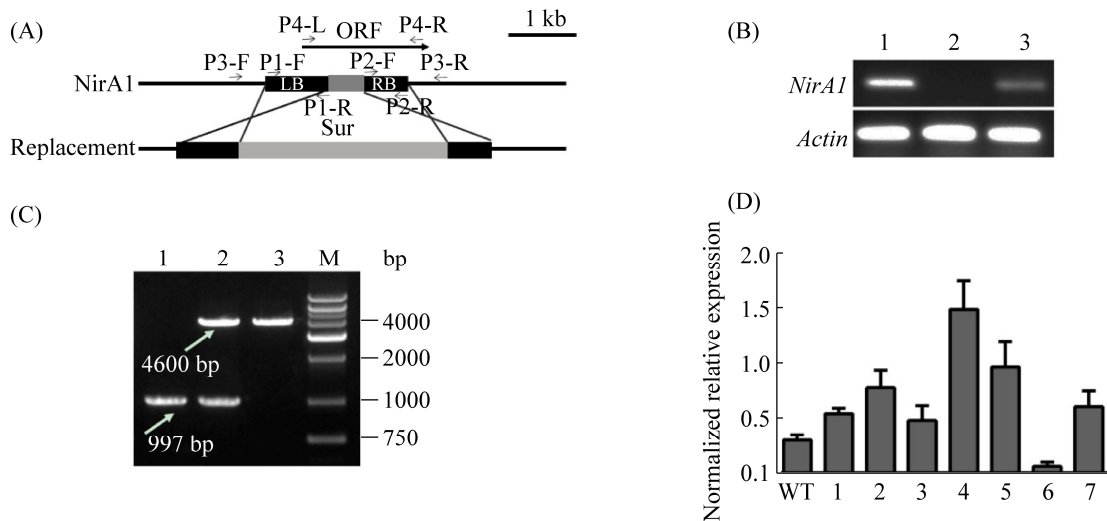 (A)
1 kb
P4-L
ORF
P4-R
P3-F
P1-F
P2-F
P3-R
NirA1
LB
RB
P1-R
P2-R
Sur
Replacement
(B)
1 2 3
NirA1
Actin
(C)
1 2 3 M bp
4000
4600 bp
2000
1000
997 bp
750
(D)
Normalized relative expression
2.0
1.5
1.0
0.5
0.1
WT 1 2 3 4 5 6 7